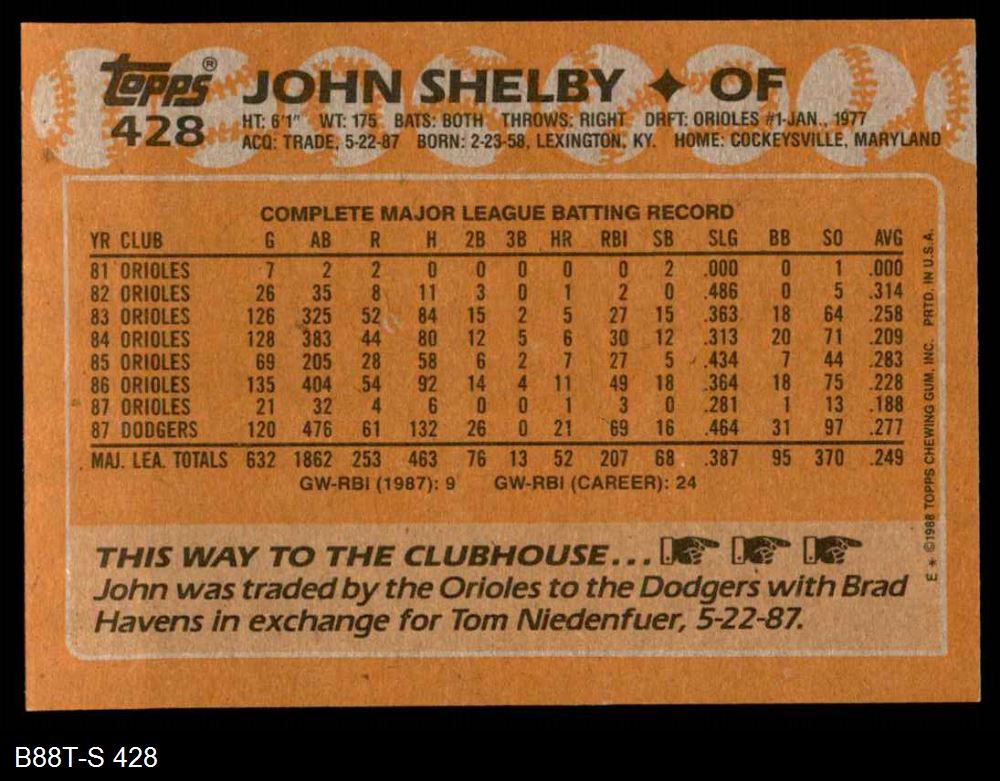 topps® JOHN SHELBY ✦ OF
428 HT: 6'1" WT: 175 BATS: BOTH THROWS: RIGHT DRFT: ORIOLES #1-JAN., 1977
ACQ: TRADE, 5-22-87 BORN: 2-23-58, LEXINGTON, KY. HOME: COCKEYSVILLE, MARYLAND
COMPLETE MAJOR LEAGUE BATTING RECORD
YR CLUB G AB R H 2B 3B HR RBI SB SLG BB SO AVG
81 ORIOLES 7 2 2 0 0 0 0 0 2 .000 0 1 .000
82 ORIOLES 26 35 8 11 3 0 1 2 0 .486 0 5 .314
83 ORIOLES 126 325 52 84 15 2 5 27 15 .363 18 64 .258
84 ORIOLES 128 383 44 80 12 5 6 30 12 .313 20 71 .209
85 ORIOLES 69 205 28 58 6 2 7 27 5 .434 7 44 .283
86 ORIOLES 135 404 54 92 14 4 11 49 18 .364 18 75 .228
87 ORIOLES 21 32 4 6 0 0 1 3 0 .281 1 13 .188
87 DODGERS 120 476 61 132 26 0 21 69 16 .464 31 97 .277
MAJ. LEA. TOTALS 632 1862 253 463 76 13 52 207 68 .387 95 370 .249
GW-RBI (1987): 9 GW-RBI (CAREER): 24
THIS WAY TO THE CLUBHOUSE...
John was traded by the Orioles to the Dodgers with Brad
Havens in exchange for Tom Niedenfuer, 5-22-87.
E * ©1988 TOPPS CHEWING GUM, INC. PRTD. IN U.S.A.
B88T-S 428